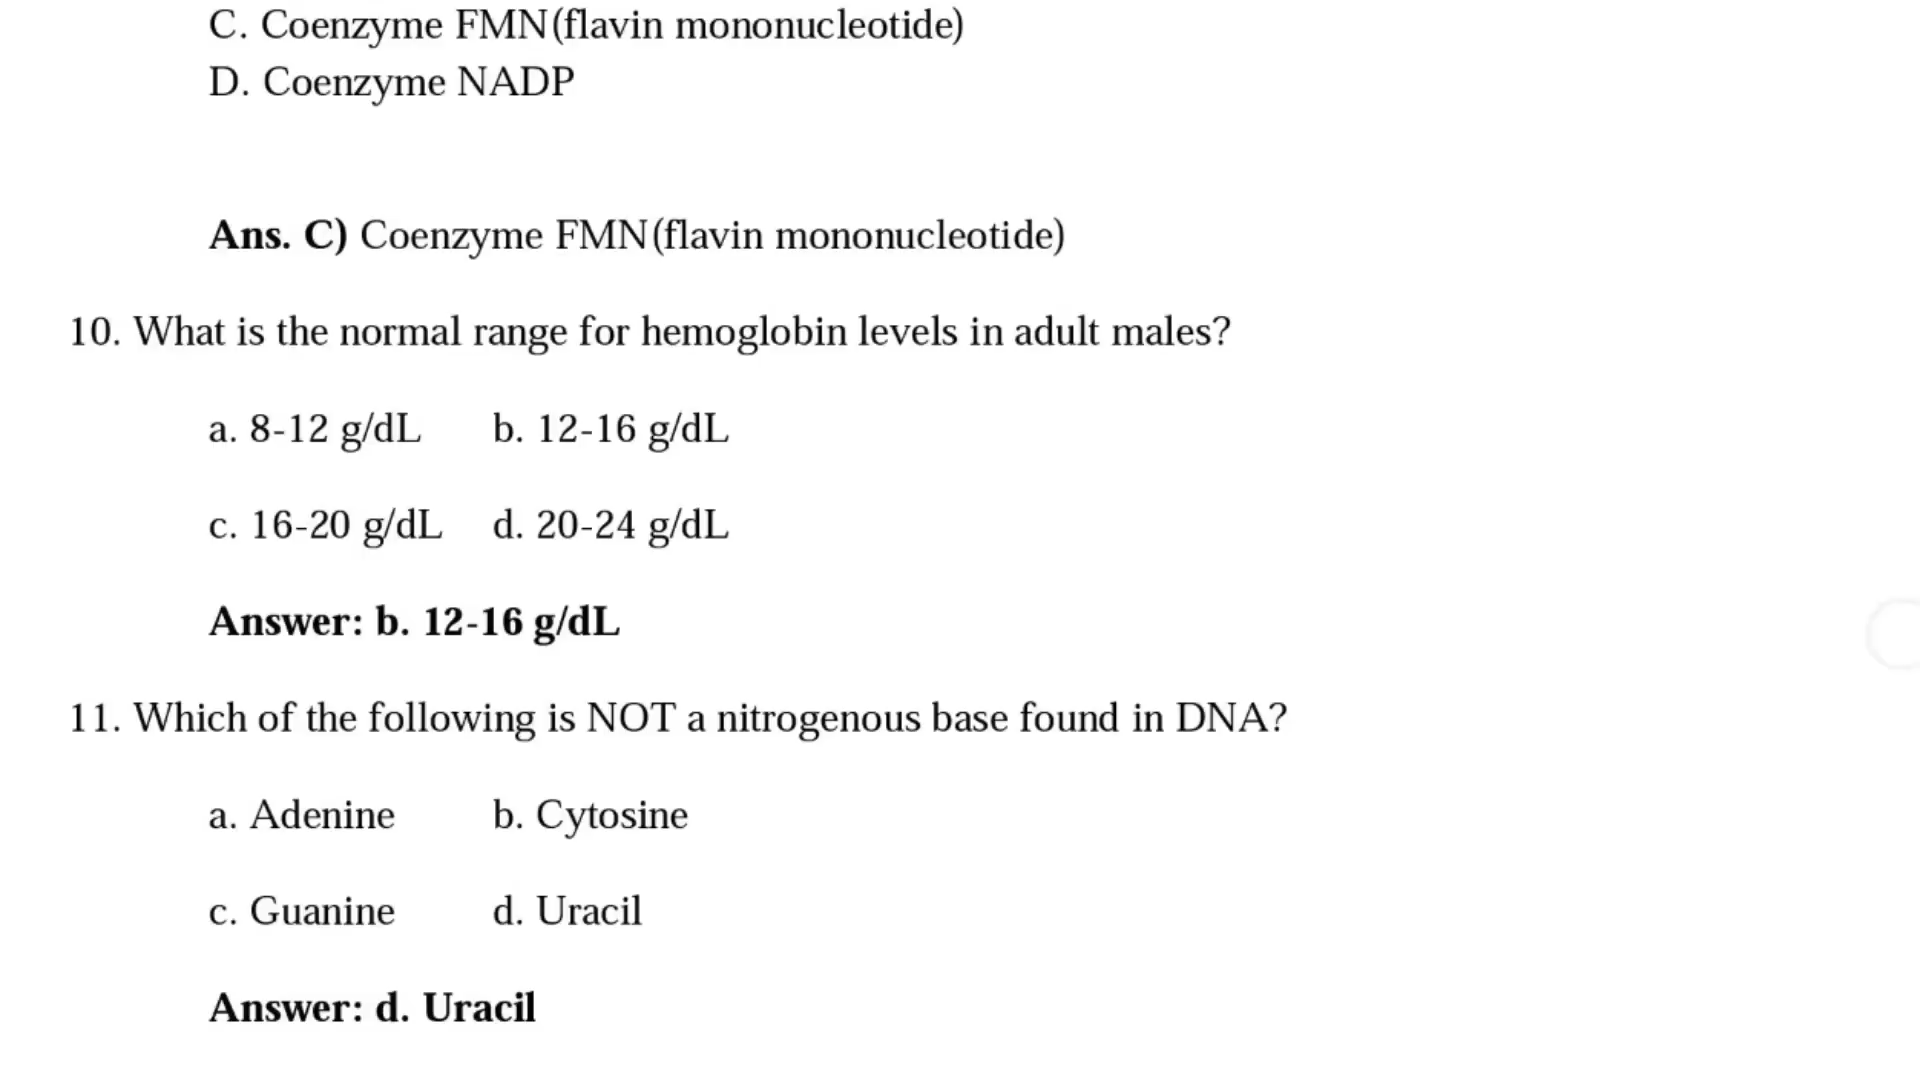 C. Coenzyme FMN(flavin mononucleotide)
D. Coenzyme NADP
Ans. C) Coenzyme FMN(flavin mononucleotide)
10. What is the normal range for hemoglobin levels in adult males?
a. 8-12 g/dL b. 12-16 g/dL
c. 16-20 g/dL d. 20-24 g/dL
Answer: b. 12-16 g/dL
11. Which of the following is NOT a nitrogenous base found in DNA?
a. Adenine b. Cytosine
c. Guanine d. Uracil
Answer: d. Uracil